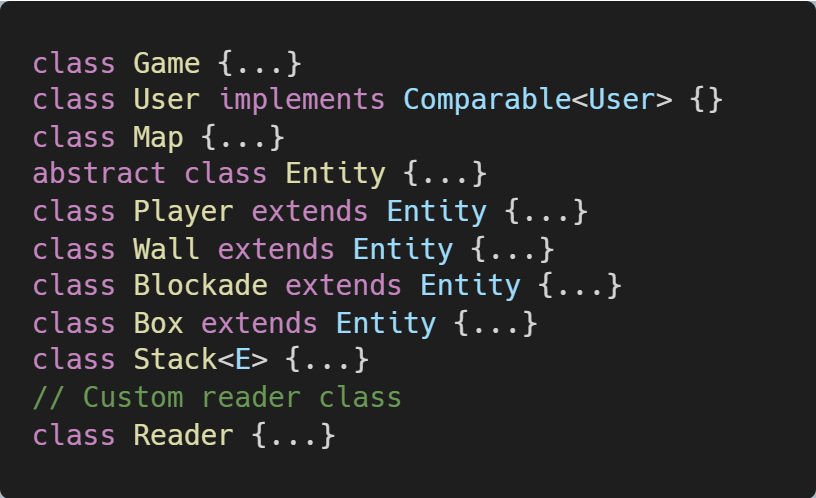 class Game {...}
class User implements Comparable<User> {}
class Map {...}
abstract class Entity {...}
class Player extends Entity {...}
class Wall extends Entity {...}
class Blockade extends Entity {...}
class Box extends Entity {...}
class Stack<E> {...}
// Custom reader class
class Reader {...}